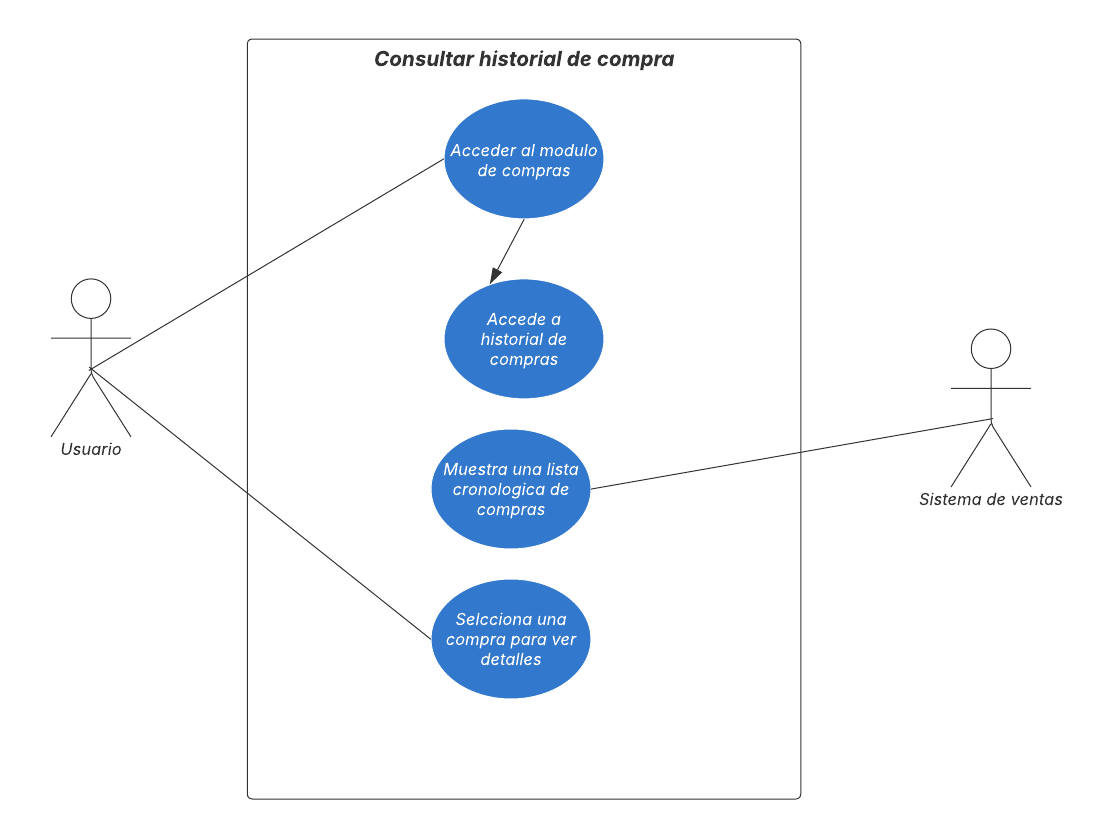 Consultar historial de compra
Acceder al modulo
de compras
Accede a
historial de
compras
Usuario
Muestra una lista
cronologica de
compras
Sistema de ventas
Selcciona una
compra para ver
detalles